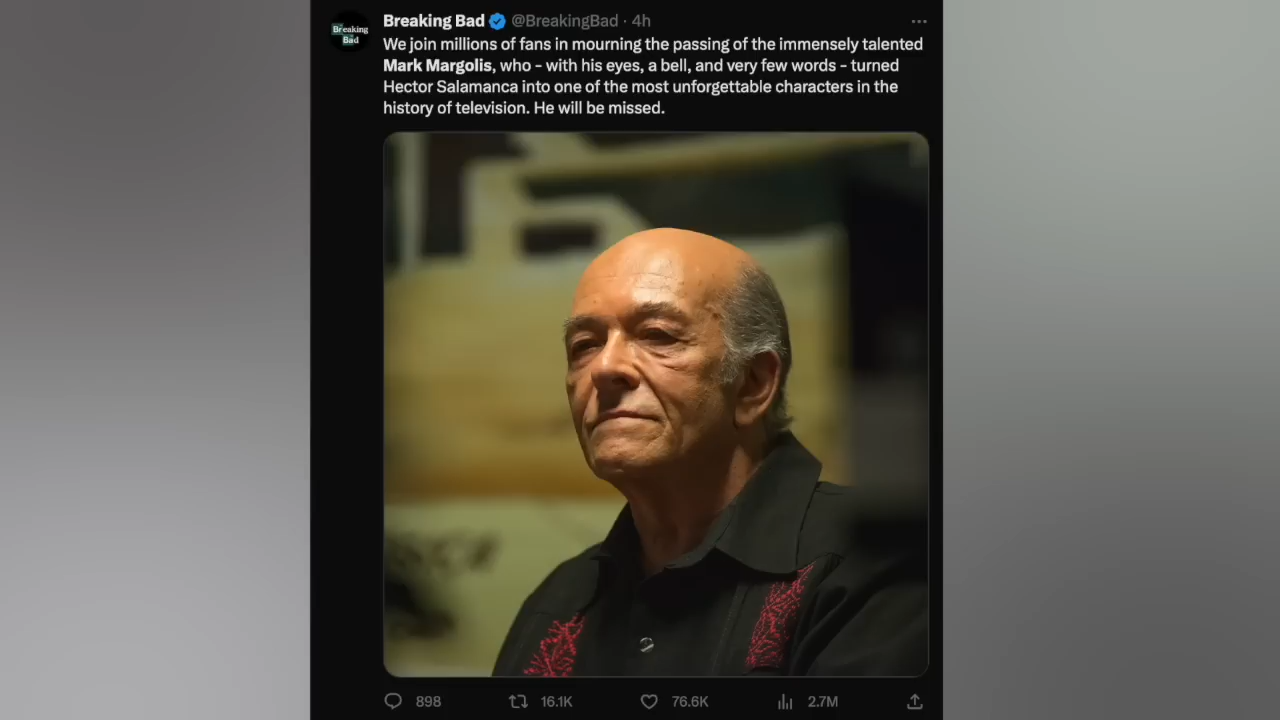 Breaking Bad
Breaking Bad @BreakingBad · 4h
We join millions of fans in mourning the passing of the immensely talented
Mark Margolis, who - with his eyes, a bell, and very few words - turned
Hector Salamanca into one of the most unforgettable characters in the
history of television. He will be missed.
898 16.1K 76.6K 2.7M